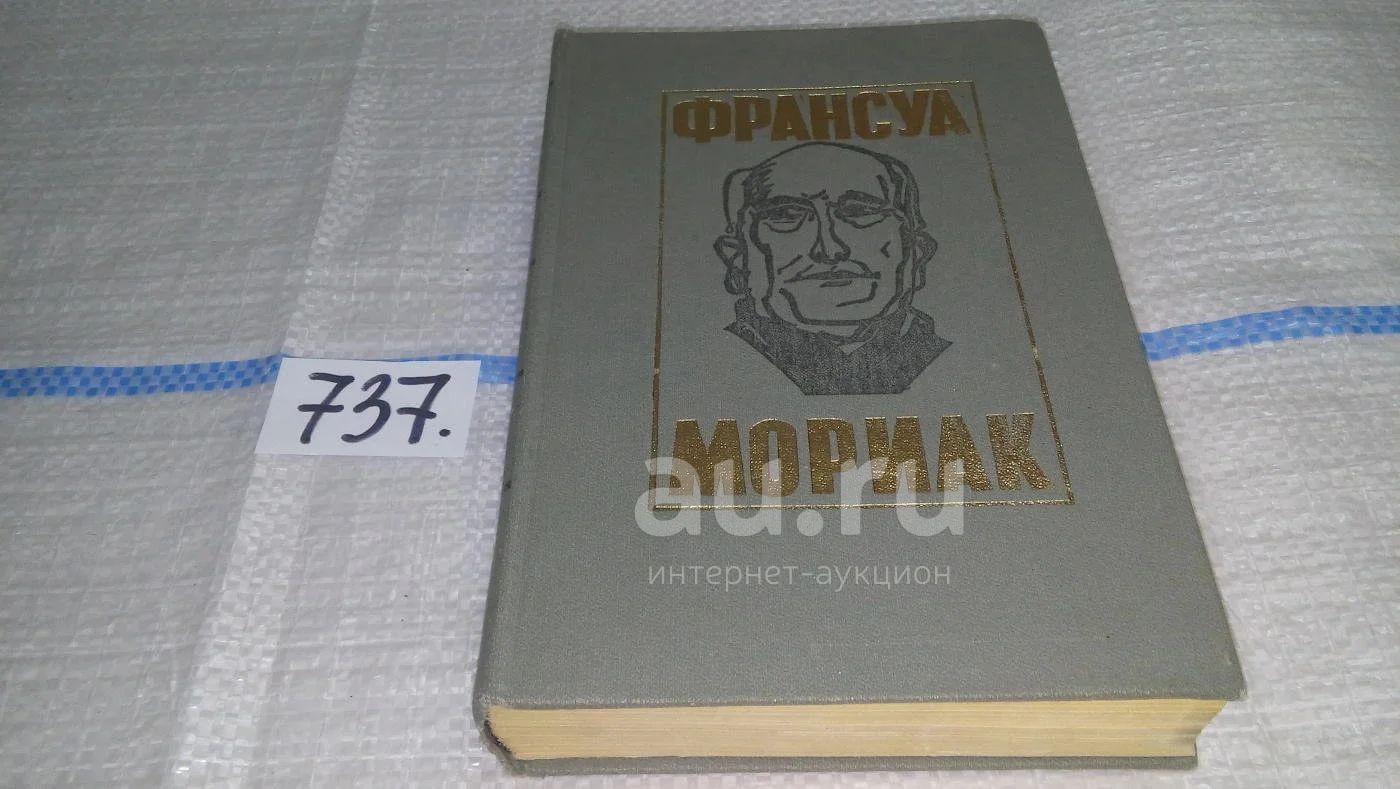 ФРАНСУА
737.
МОРИАК
au.ru
интернет-аукцион